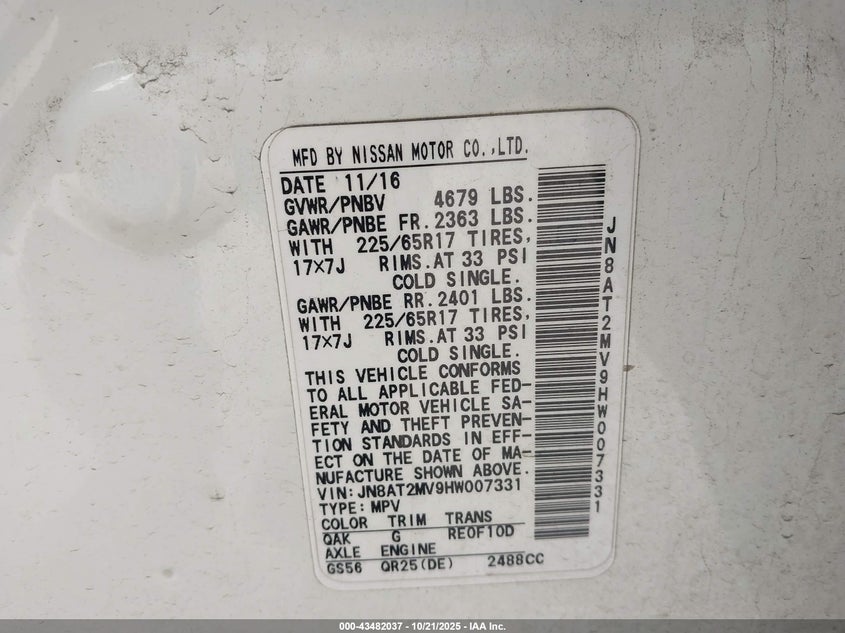 MFD BY NISSAN MOTOR CO.,LTD.
DATE 11/16
GVWR/PNBV 4679 LBS.
GAWR/PNBE FR. 2363 LBS.
WITH 225/65R17 TIRES,
17×7J RIMS.AT 33 PSI
COLD SINGLE.
GAWR/PNBE RR. 2401 LBS.
WITH 225/65R17 TIRES,
17×7J RIMS.AT 33 PSI
COLD SINGLE.
THIS VEHICLE CONFORMS
TO ALL APPLICABLE FED-
ERAL MOTOR VEHICLE SA-
FETY AND THEFT PREVEN-
TION STANDARDS IN EFF-
ECT ON THE DATE OF MA-
NUFACTURE SHOWN ABOVE.
VIN: JN8AT2MV9HW007331
TYPE: MPV
COLOR TRIM TRANS
QAK G RE0F10D
AXLE ENGINE
GS56 QR25(DE) 2488CC
JN8AT2MV9HW007331
000-43482037 - 10/21/2025 - IAA Inc.